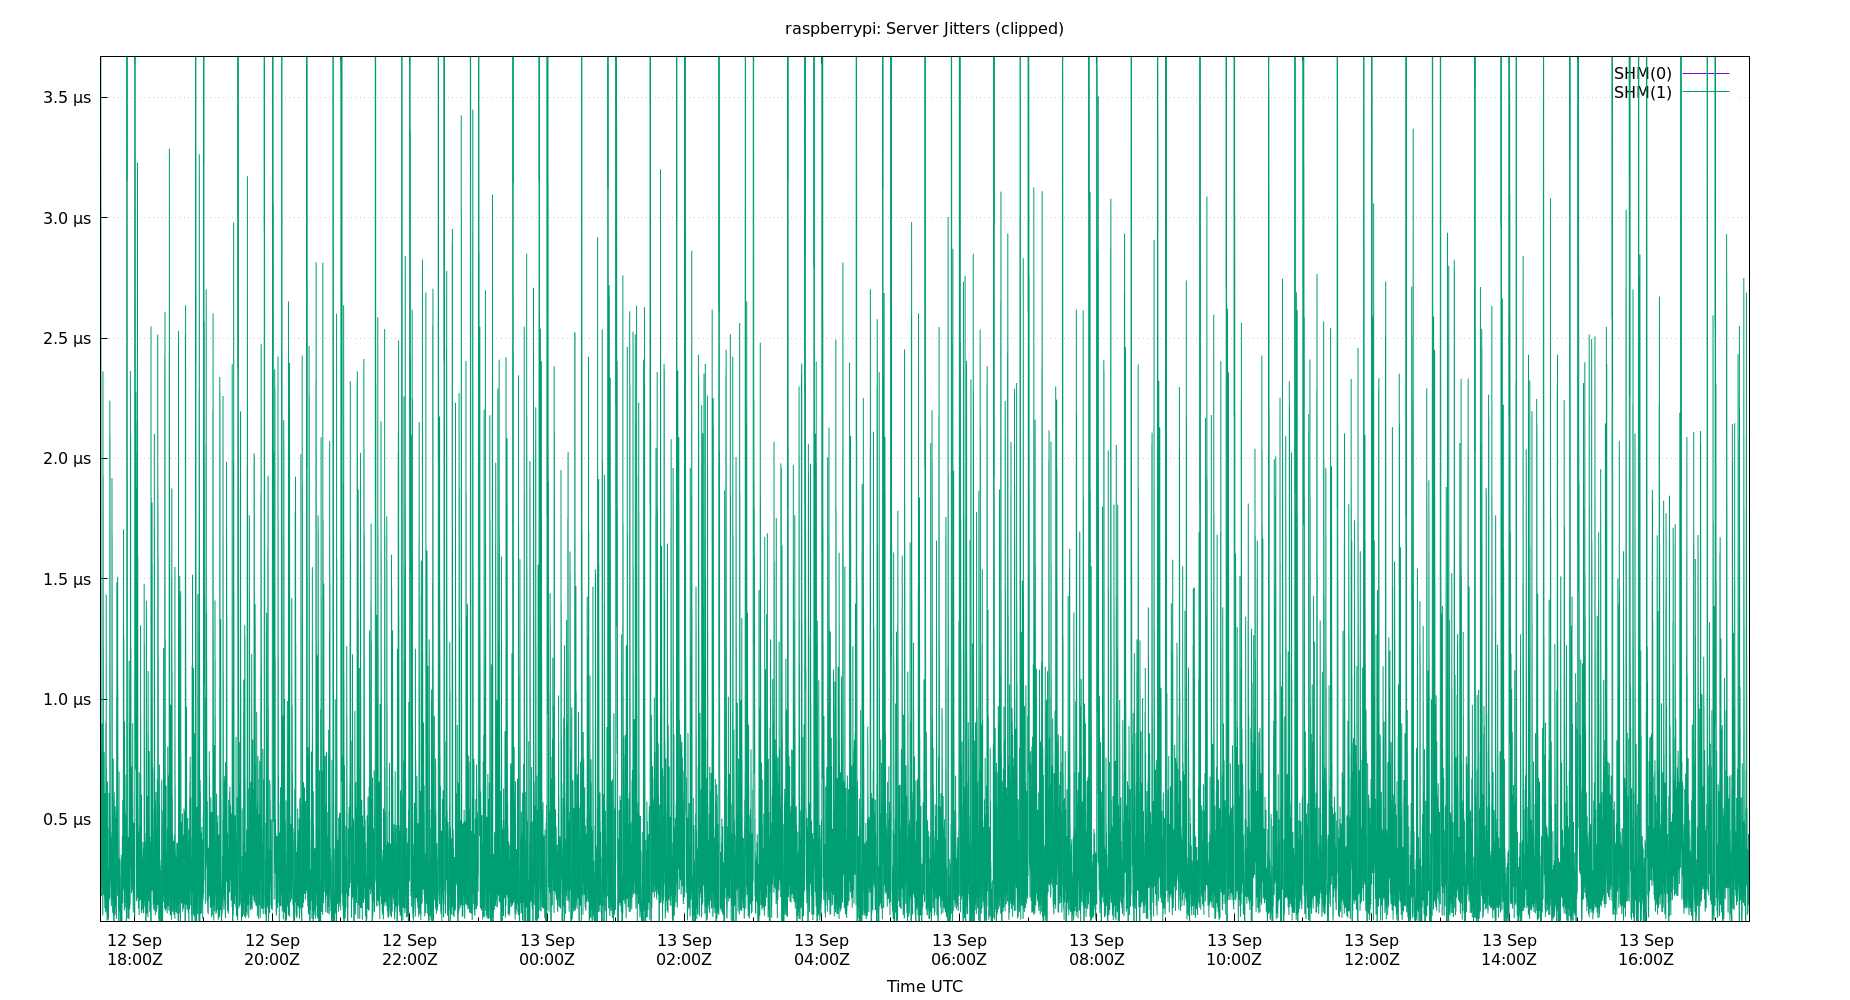 raspberrypi: Server Jitters (clipped)
SHM(0)
SHM(1)
3.5 µs
3.0 µs
2.5 µs
2.0 µs
1.5 µs
1.0 µs
0.5 µs
12 Sep 12 Sep 12 Sep 13 Sep 13 Sep 13 Sep 13 Sep 13 Sep 13 Sep 13 Sep 13 Sep 13 Sep
18:00Z 20:00Z 22:00Z 00:00Z 02:00Z 04:00Z 06:00Z 08:00Z 10:00Z 12:00Z 14:00Z 16:00Z
Time UTC